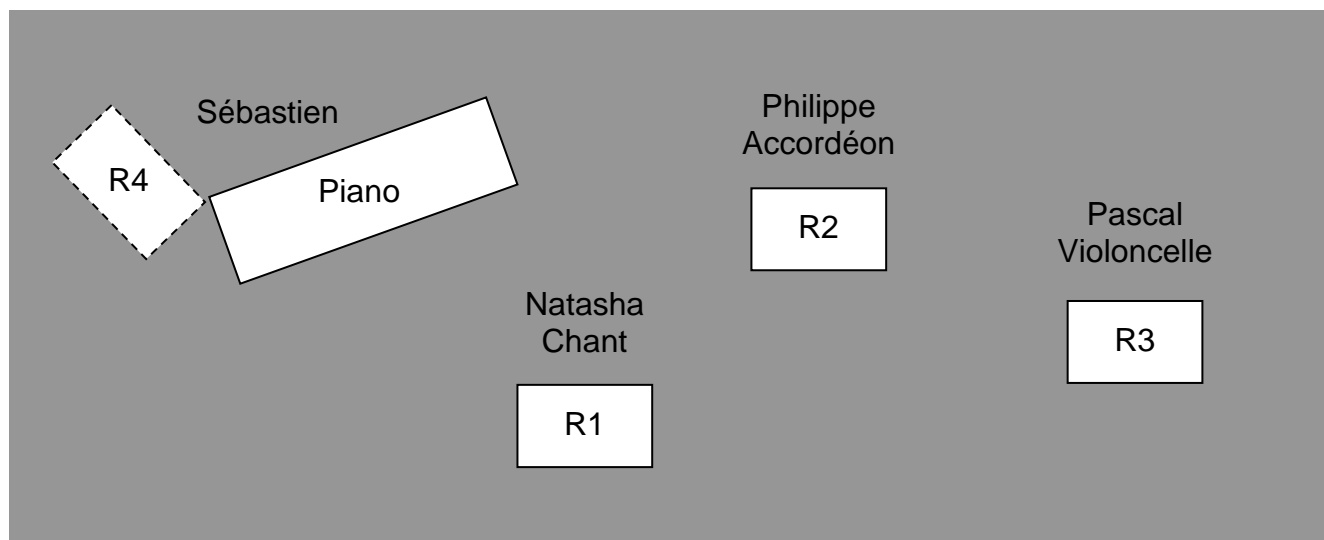 Sébastien
R4
Piano
Philippe
Accordéon
R2
Pascal
Violoncelle
R3
Natasha
Chant
R1